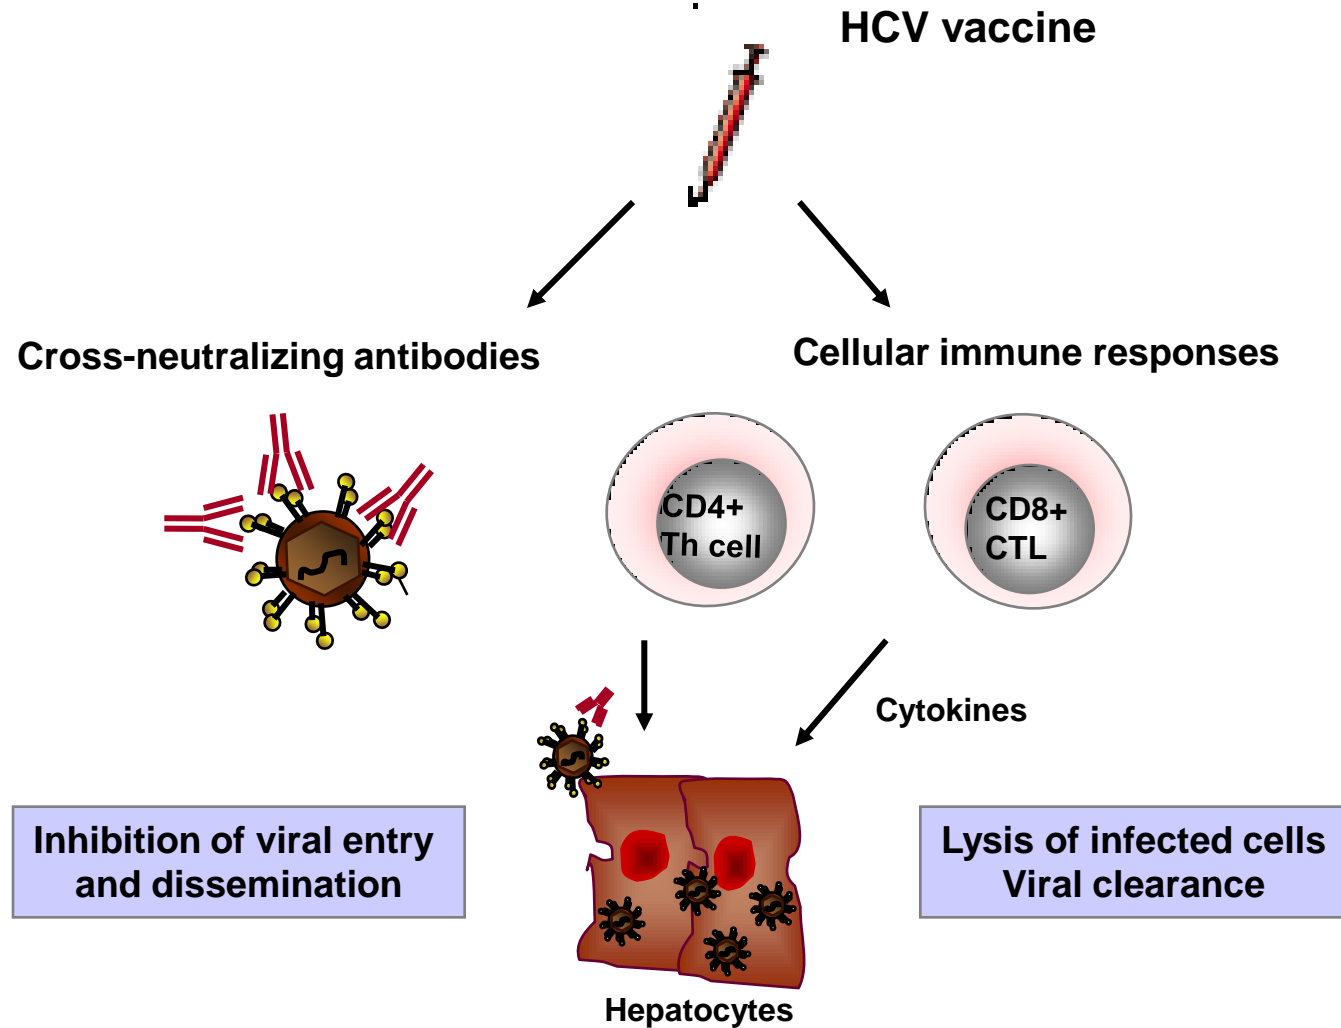 HCV vaccine
Cross-neutralizing antibodies
Cellular immune responses
CD4+
Th cell
CD8+
CTL
Cytokines
Inhibition of viral entry
and dissemination
Lysis of infected cells
Viral clearance
Hepatocytes